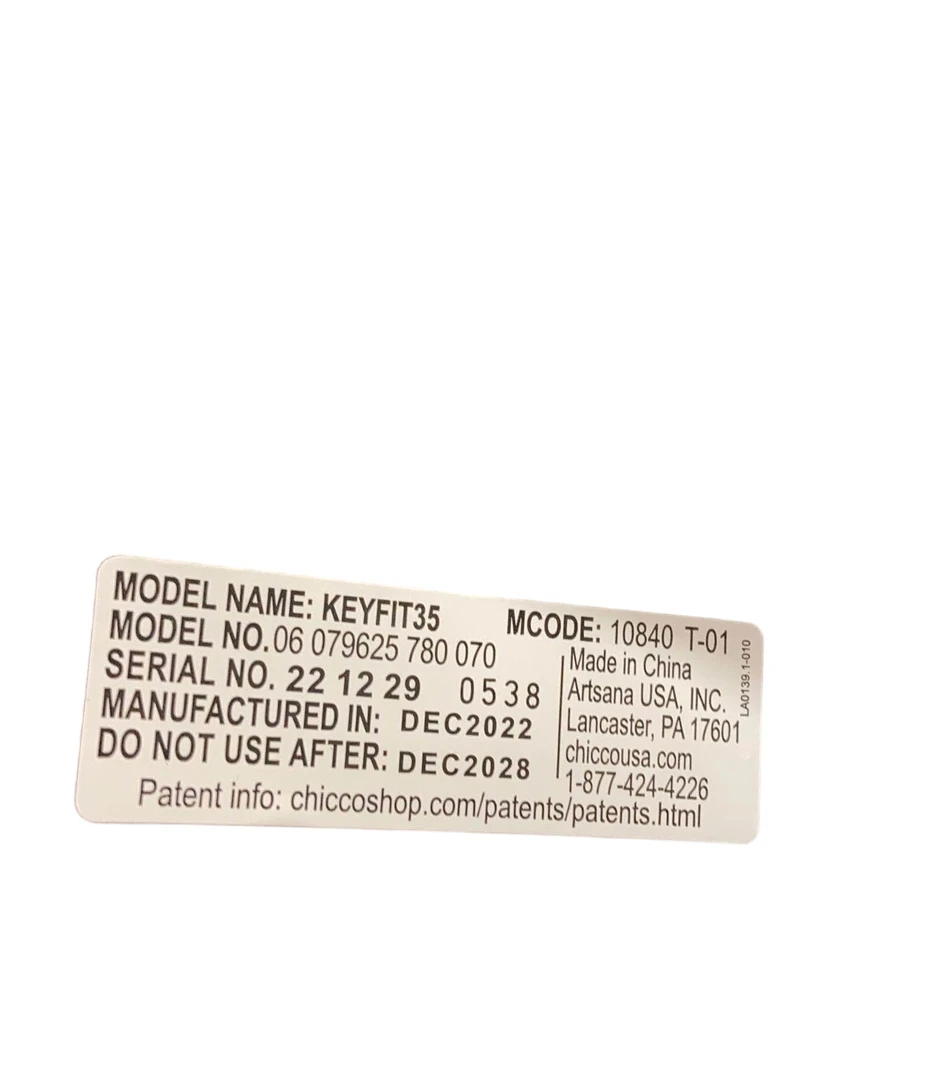 MODEL NAME: KEYFIT35
MODEL NO. 06 079625 780 070
SERIAL NO. 22 12 29 0538
MANUFACTURED IN: DEC2022
DO NOT USE AFTER: DEC2028
MCODE: 10840 T-01
Made in China
Artsana USA, INC.
Lancaster, PA 17601
chiccousa.com
1-877-424-4226
LA0139.1-010
Patent info: chiccoshop.com/patents/patents.html